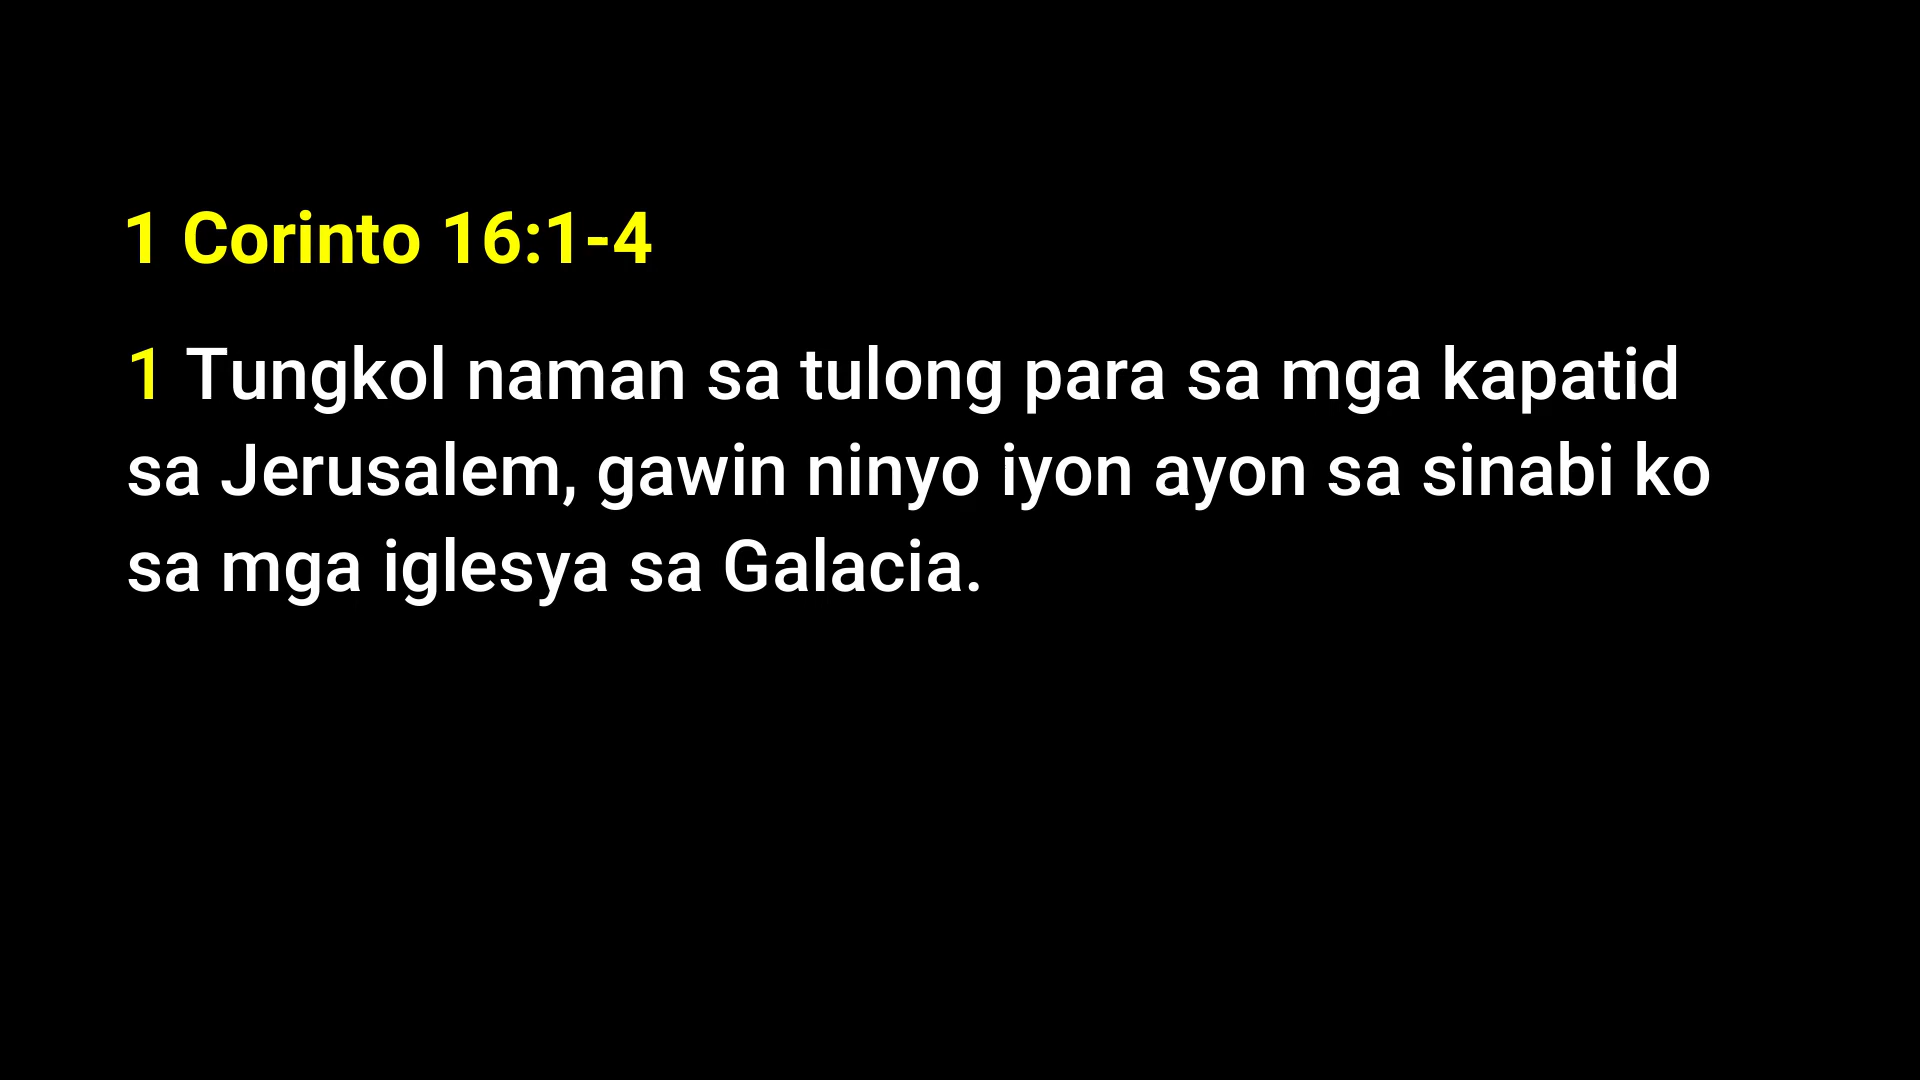 1 Corinto 16:1-4
1 Tungkol naman sa tulong para sa mga kapatid
sa Jerusalem, gawin ninyo iyon ayon sa sinabi ko
sa mga iglesya sa Galacia.